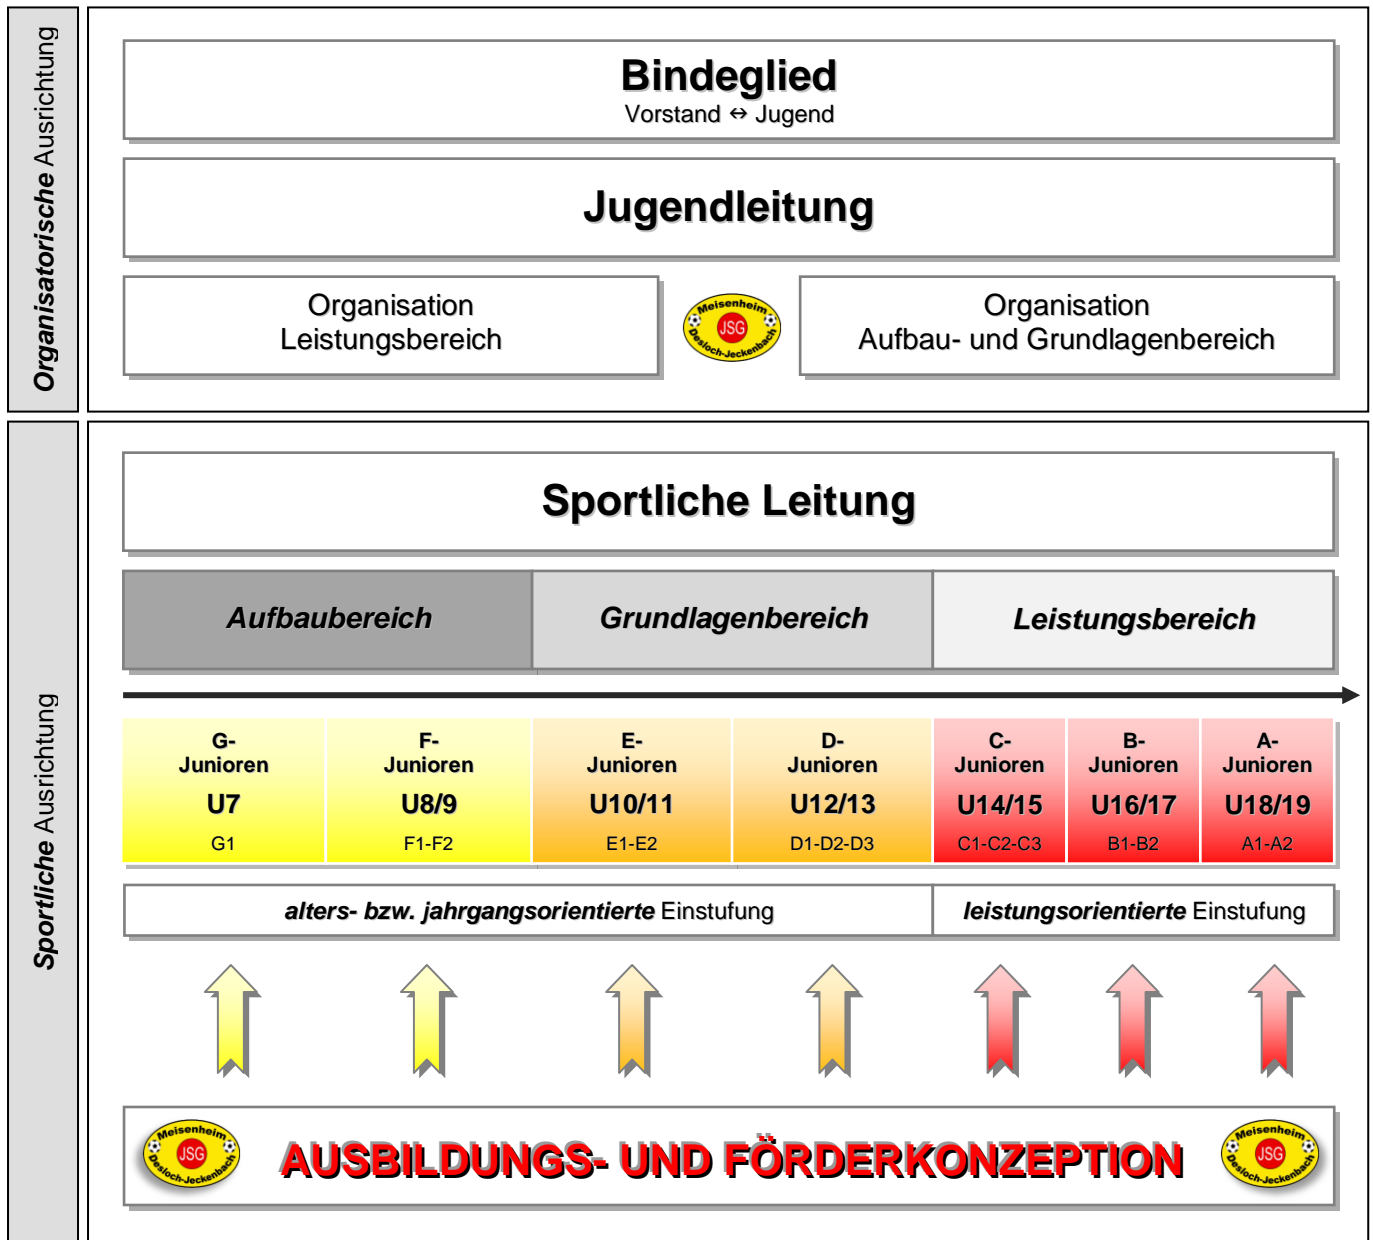 Organisatorische Ausrichtung
Bindeglied
Vorstand ↔ Jugend
Jugendleitung
Organisation
Leistungsbereich
Meisenheim
JSG
Desloch-Jeckenbach
Organisation
Aufbau- und Grundlagenbereich
Sportliche Ausrichtung
Sportliche Leitung
Aufbaubereich
Grundlagenbereich
Leistungsbereich
G-
Junioren
U7
G1
F-
Junioren
U8/9
F1-F2
E-
Junioren
U10/11
E1-E2
D-
Junioren
U12/13
D1-D2-D3
C-
Junioren
U14/15
C1-C2-C3
B-
Junioren
U16/17
B1-B2
A-
Junioren
U18/19
A1-A2
alters- bzw. jahrgangsorientierte Einstufung
leistungsorientierte Einstufung
Meisenheim
JSG
Desloch-Jeckenbach
AUSBILDUNGS- UND FÖRDERKONZEPTION
Meisenheim
JSG
Desloch-Jeckenbach